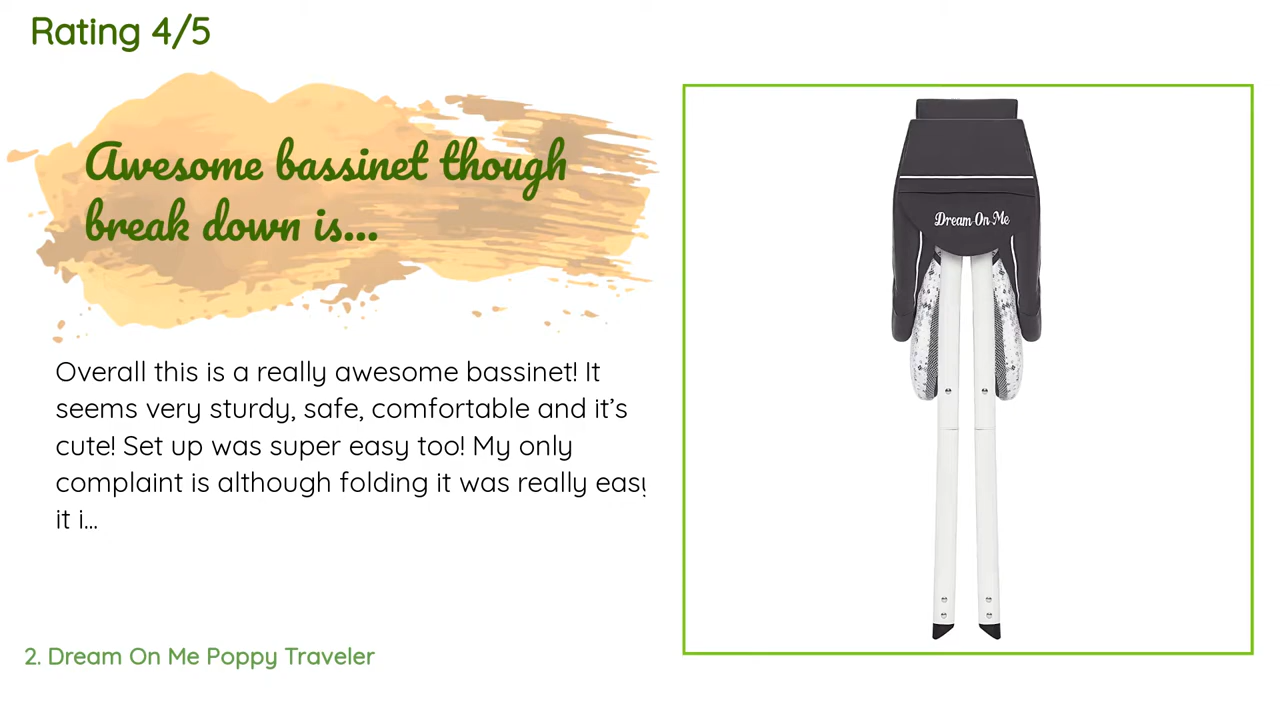 Rating 4/5
Awesome bassinet though
break down is...
Overall this is a really awesome bassinet! It
seems very sturdy, safe, comfortable and it’s
cute! Set up was super easy too! My only
complaint is although folding it was really easy
it i...
Dream On Me
2. Dream On Me Poppy Traveler